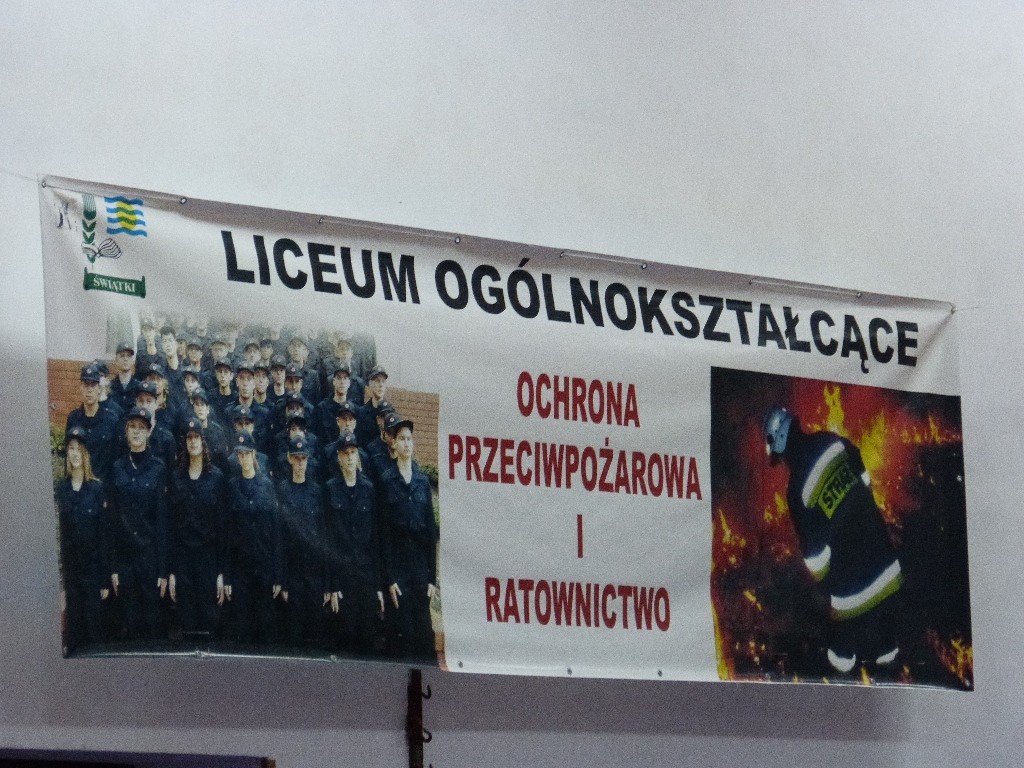 ŚWIĄTKI
LICEUM OGÓLNOKSZTAŁCĄCE
OCHRONA
PRZECIWPOŻAROWA
I
RATOWNICTWO